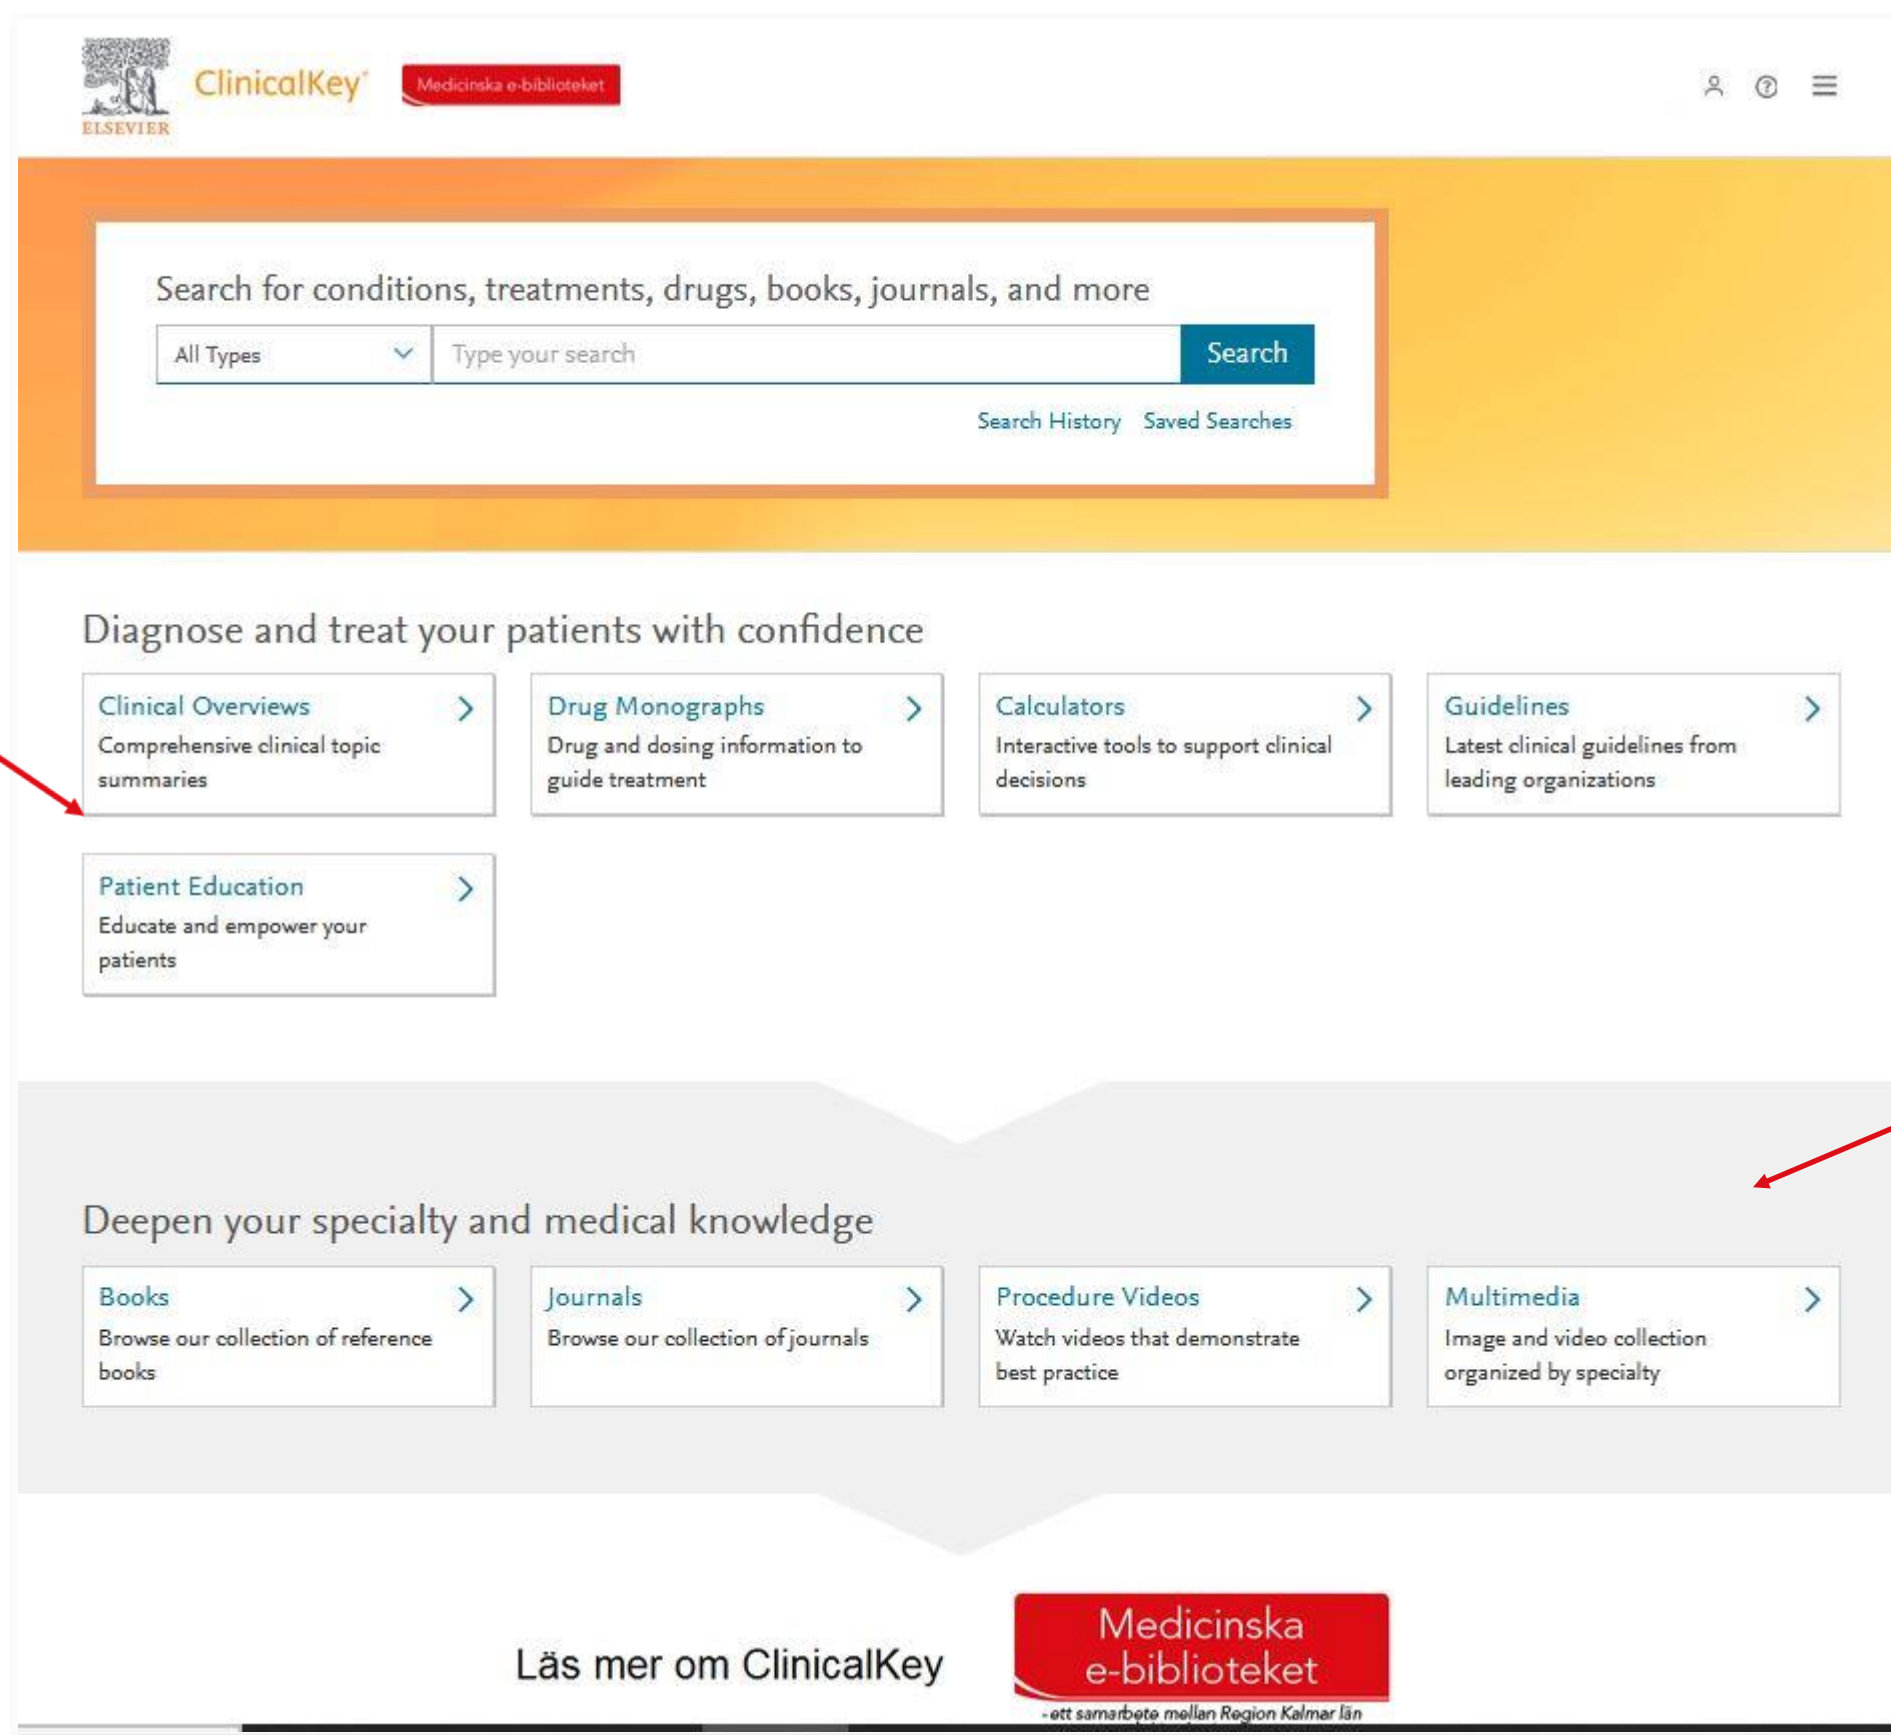 ELSEVIER
ClinicalKey®
Medicinska e-biblioteket
Search for conditions, treatments, drugs, books, journals, and more
All Types
Type your search
Search
Search History Saved Searches
Diagnose and treat your patients with confidence
Clinical Overviews
Comprehensive clinical topic
summaries
Drug Monographs
Drug and dosing information to
guide treatment
Calculators
Interactive tools to support clinical
decisions
Guidelines
Latest clinical guidelines from
leading organizations
Patient Education
Educate and empower your
patients
Deepen your specialty and medical knowledge
Books
Browse our collection of reference
books
Journals
Browse our collection of journals
Procedure Videos
Watch videos that demonstrate
best practice
Multimedia
Image and video collection
organized by specialty
Läs mer om ClinicalKey
Medicinska
e-biblioteket
- ett samarbete mellan Region Kalmar län